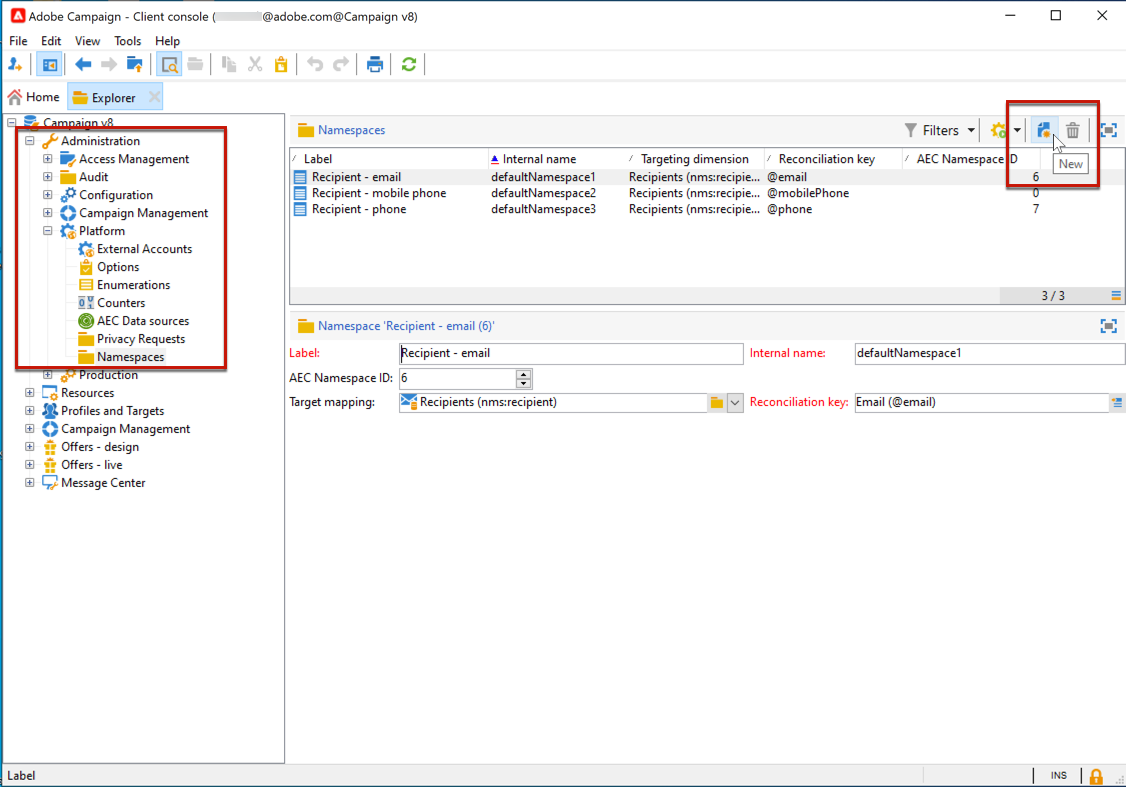 Adobe Campaign - Client console ( @adobe.com@Campaign v8)
File Edit View Tools Help
Home Explorer
Campaign v8
Administration
Access Management
Audit
Configuration
Campaign Management
Platform
External Accounts
Options
Enumerations
Counters
AEC Data sources
Privacy Requests
Namespaces
Production
Resources
Profiles and Targets
Campaign Management
Offers - design
Offers - live
Message Center
Namespaces Filters
New
Label Internal name Targeting dimension Reconciliation key AEC Namespace ID
Recipient - email defaultNamespace1 Recipients (nms:recipie... @email 6
Recipient - mobile phone defaultNamespace2 Recipients (nms:recipie... @mobilePhone 0
Recipient - phone defaultNamespace3 Recipients (nms:recipie... @phone 7
3 / 3
Namespace 'Recipient - email (6)'
Label: Recipient - email Internal name: defaultNamespace1
AEC Namespace ID: 6
Target mapping: Recipients (nms:recipient) Reconciliation key: Email (@email)
Label INS